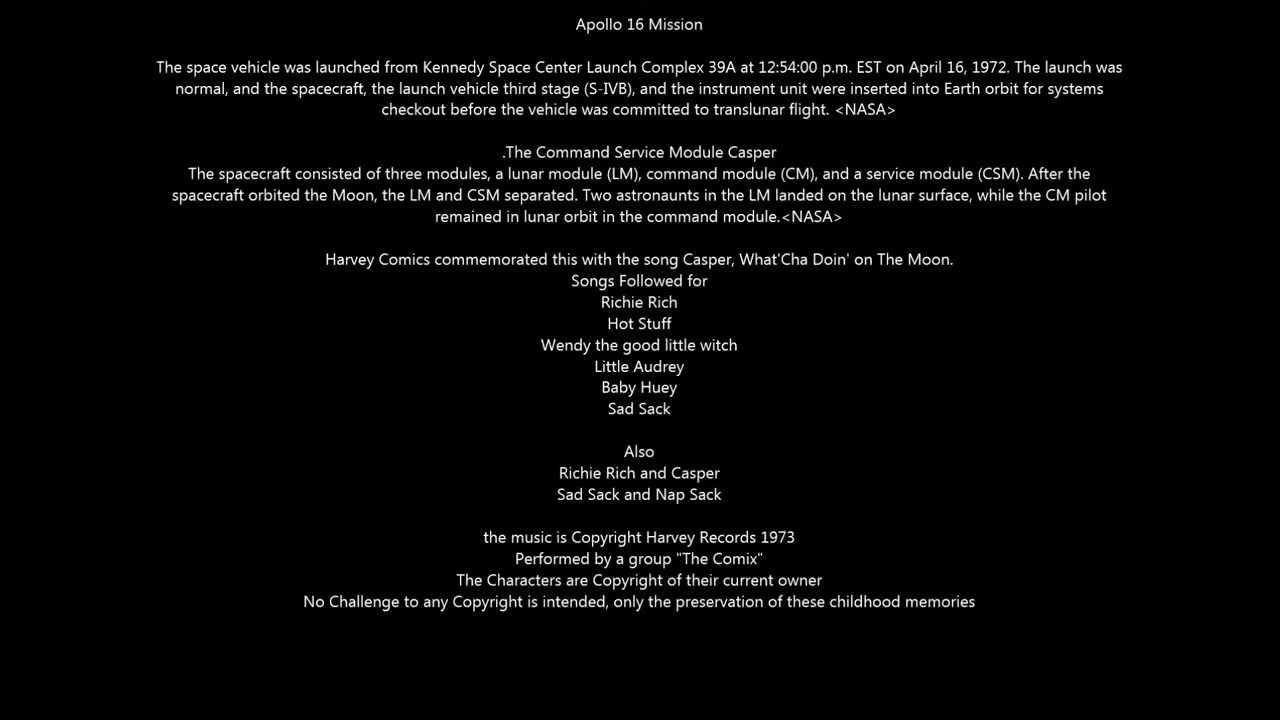 Apollo 16 Mission
The space vehicle was launched from Kennedy Space Center Launch Complex 39A at 12:54:00 p.m. EST on April 16, 1972. The launch was
normal, and the spacecraft, the launch vehicle third stage (S-IVB), and the instrument unit were inserted into Earth orbit for systems
checkout before the vehicle was committed to translunar flight. <NASA>
.The Command Service Module Casper
The spacecraft consisted of three modules, a lunar module (LM), command module (CM), and a service module (CSM). After the
spacecraft orbited the Moon, the LM and CSM separated. Two astronaunts in the LM landed on the lunar surface, while the CM pilot
remained in lunar orbit in the command module.<NASA>
Harvey Comics commemorated this with the song Casper, What'Cha Doin' on The Moon.
Songs Followed for
Richie Rich
Hot Stuff
Wendy the good little witch
Little Audrey
Baby Huey
Sad Sack
Also
Richie Rich and Casper
Sad Sack and Nap Sack
the music is Copyright Harvey Records 1973
Performed by a group "The Comix"
The Characters are Copyright of their current owner
No Challenge to any Copyright is intended, only the preservation of these childhood memories